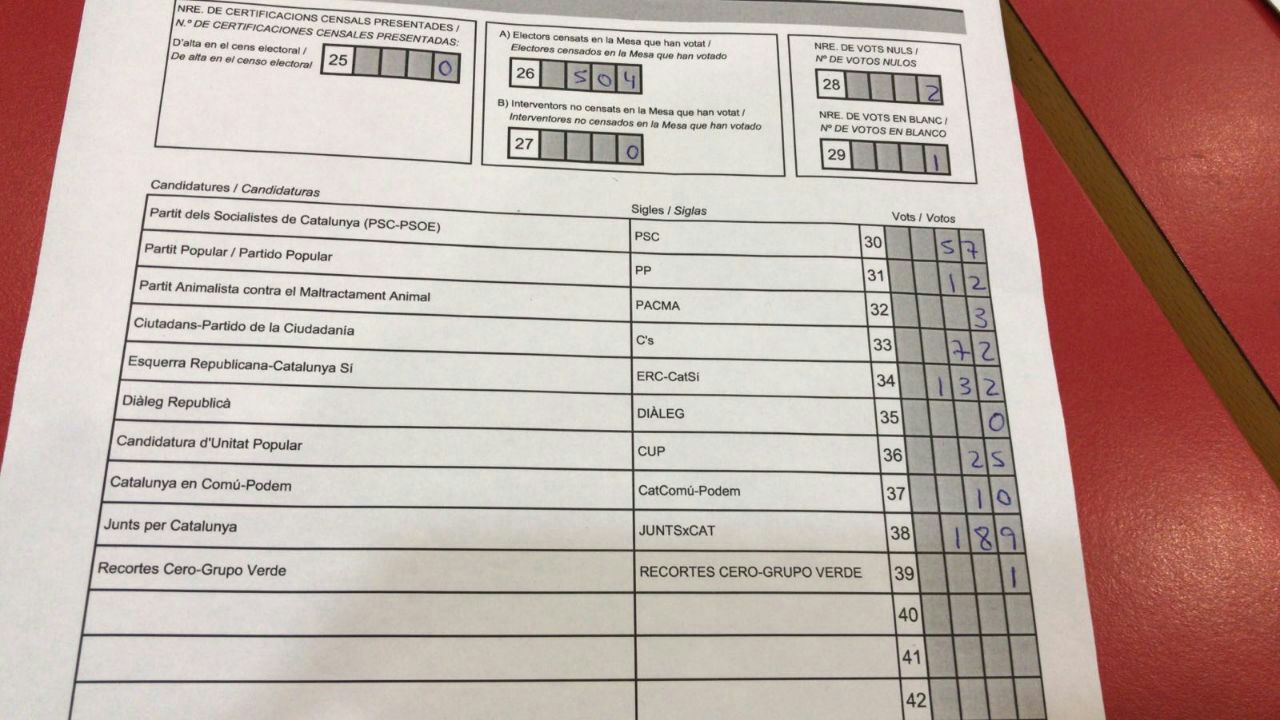 NRE. DE CERTIFICACIONS CENSALS PRESENTADES /
N.º DE CERTIFICACIONES CENSALES PRESENTADAS:
D'alta en el cens electoral /
De alta en el censo electoral
25 0
A) Electors censats en la Mesa que han votat /
Electores censados en la Mesa que han votado
26 504
B) Interventors no censats en la Mesa que han votat /
Interventores no censados en la Mesa que han votado
27 0
NRE. DE VOTS NULS /
Nº DE VOTOS NULOS
28 2
NRE. DE VOTS EN BLANC /
Nº DE VOTOS EN BLANCO
29 1
Candidatures / Candidaturas Sigles / Siglas Vots / Votos
Partit dels Socialistes de Catalunya (PSC-PSOE) PSC 30 57
Partit Popular / Partido Popular PP 31 12
Partit Animalista contra el Maltractament Animal PACMA 32 3
Ciutadans-Partido de la Ciudadanía C's 33 72
Esquerra Republicana-Catalunya Sí ERC-CatSí 34 132
Diàleg Republicà DIÀLEG 35 0
Candidatura d'Unitat Popular CUP 36 25
Catalunya en Comú-Podem CatComú-Podem 37 10
Junts per Catalunya JUNTSxCAT 38 189
Recortes Cero-Grupo Verde RECORTES CERO-GRUPO VERDE 39 1
40
41
42